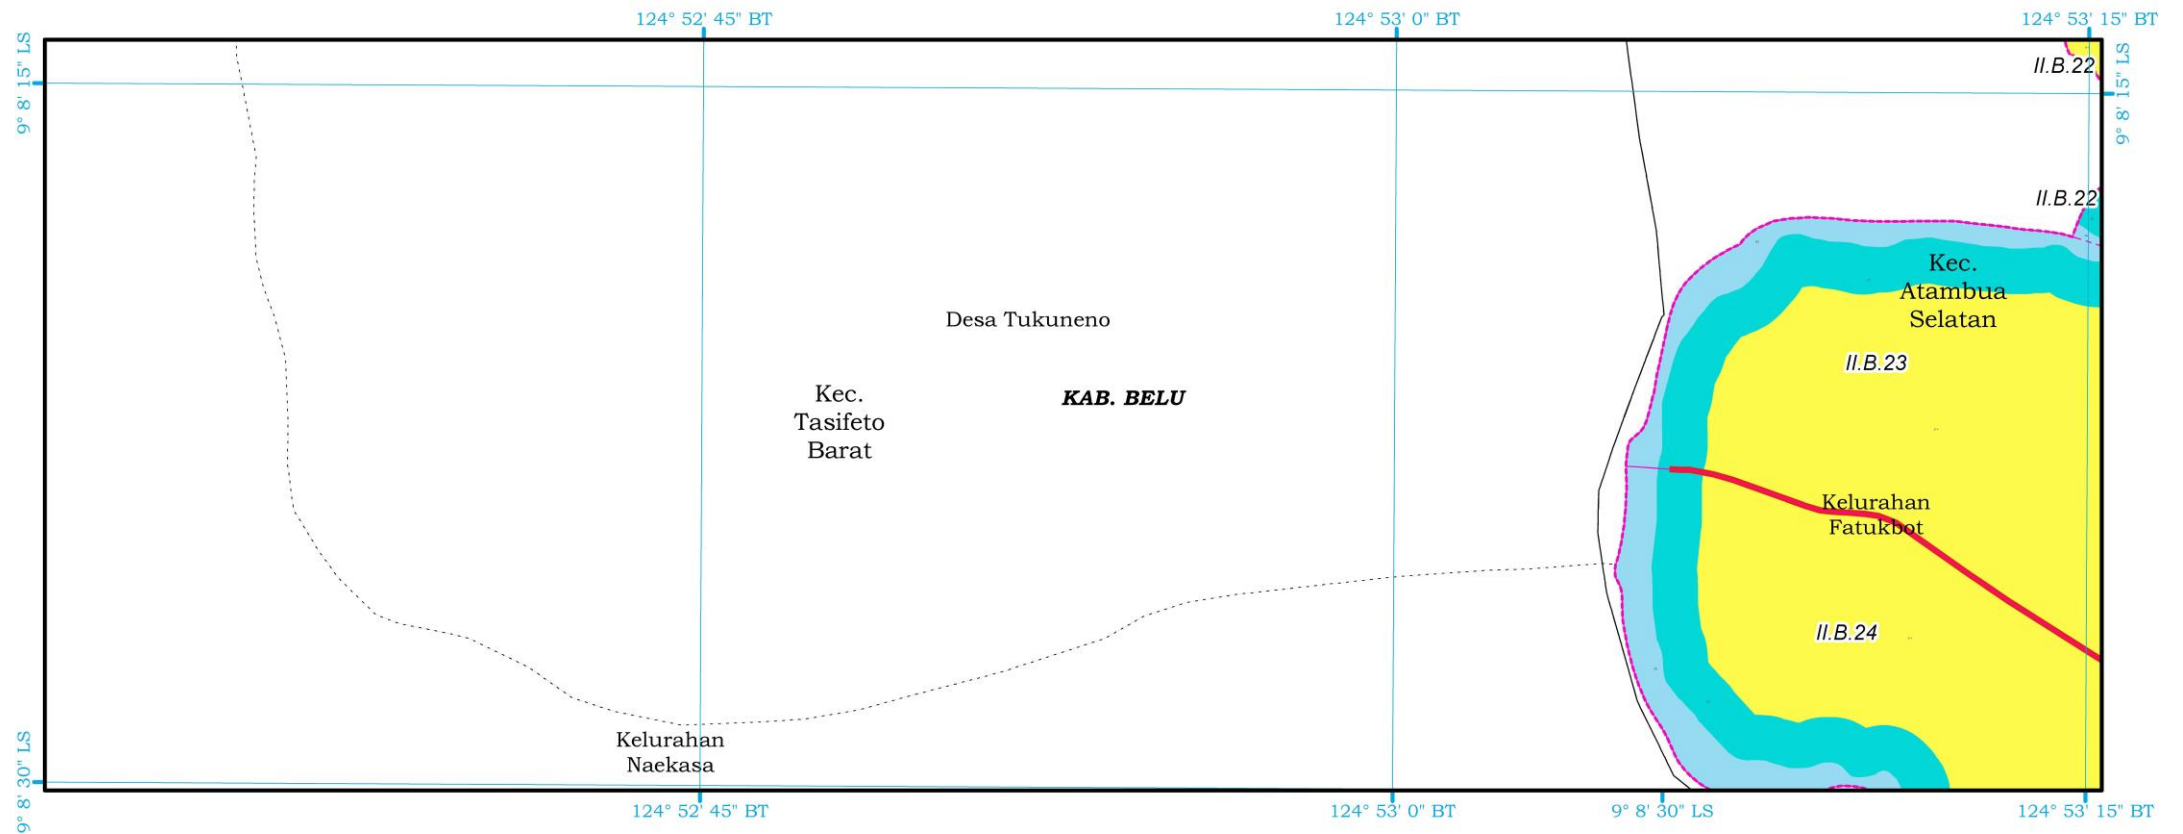 124° 52' 45" BT
124° 53' 0" BT
124° 53' 15" BT
9° 8' 15" LS
9° 8' 15" LS
II.B.22
II.B.22
Kec.
Atambua
Selatan
Desa Tukuneno
II.B.23
Kec.
Tasifeto
Barat
KAB. BELU
Kelurahan
Fatukbot
II.B.24
Kelurahan
Naekasa
9° 8' 30" LS
124° 52' 45" BT
124° 53' 0" BT
9° 8' 30" LS
124° 53' 15" BT